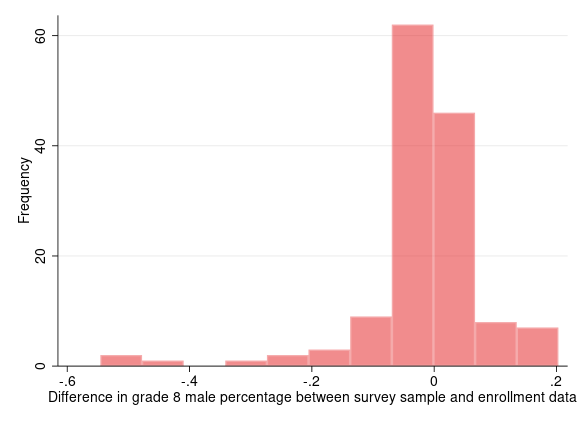 Frequency
60
40
20
0
-.6 -.4 -.2 0 .2
Difference in grade 8 male percentage between survey sample and enrollment data